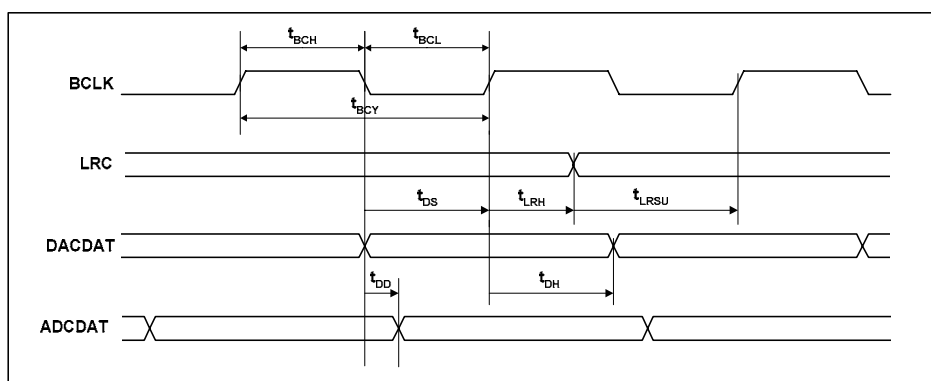 tBCH
tBCL
BCLK
tBCY
LRC
tDS
tLRH
tLRSU
DACDAT
tDD
tDH
ADCDAT